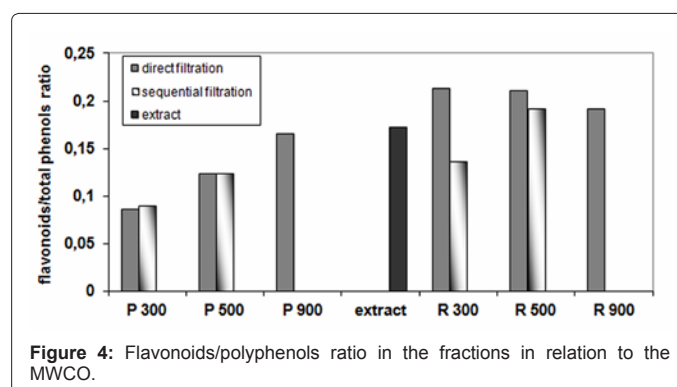 0,25
0,2
0,15
0,1
0,05
0
flavonoids/total phenols ratio
direct filtration
sequential filtration
extract
P 300 P 500 P 900 extract R 300 R 500 R 900
Figure 4: Flavonoids/polyphenols ratio in the fractions in relation to the
MWCO.